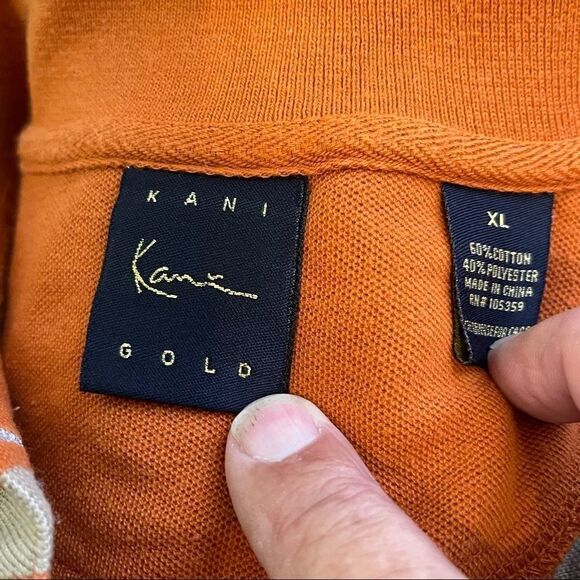 KANI
Kani
GOLD
XL
60% COTTON
40% POLYESTER
MADE IN CHINA
RN# 105359